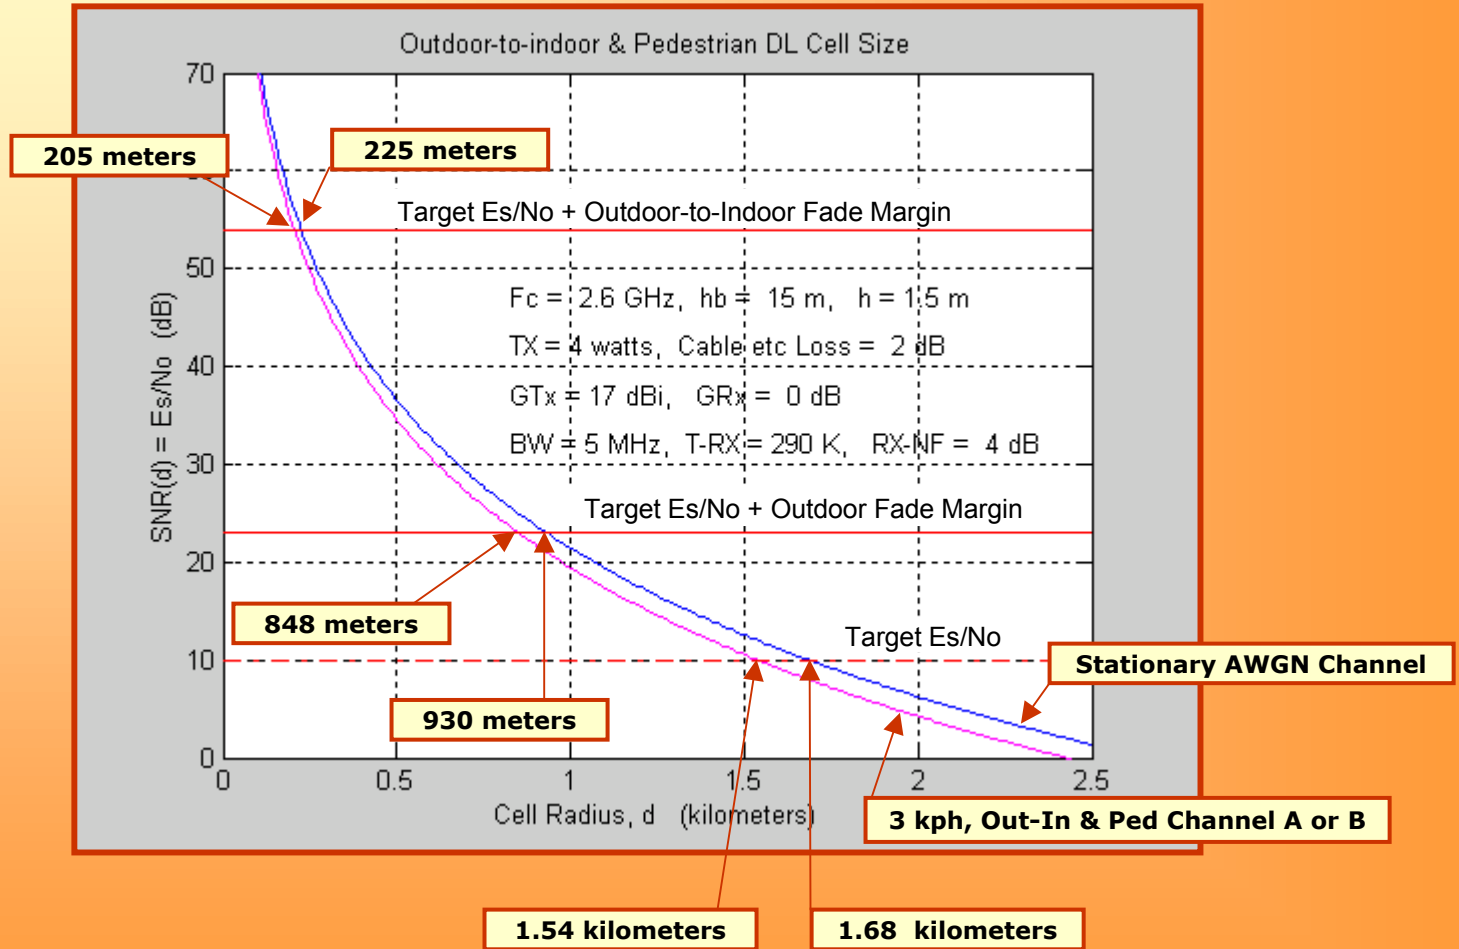 Outdoor-to-indoor & Pedestrian DL Cell Size
70
205 meters
225 meters
Target Es/No + Outdoor-to-Indoor Fade Margin
50
Fc = 2.6 GHz, hb = 15 m, h = 1.5 m
TX = 4 watts, Cable etc Loss = 2 dB
40
GTx = 17 dBi, GRx = 0 dB
BW = 5 MHz, T-RX = 290 K, RX-NF = 4 dB
30
SNR(d) = Es/No (dB)
Target Es/No + Outdoor Fade Margin
20
848 meters
Target Es/No
10
Stationary AWGN Channel
930 meters
0
0 0.5 1 1.5 2 2.5
Cell Radius, d (kilometers)
3 kph, Out-In & Ped Channel A or B
1.54 kilometers
1.68 kilometers